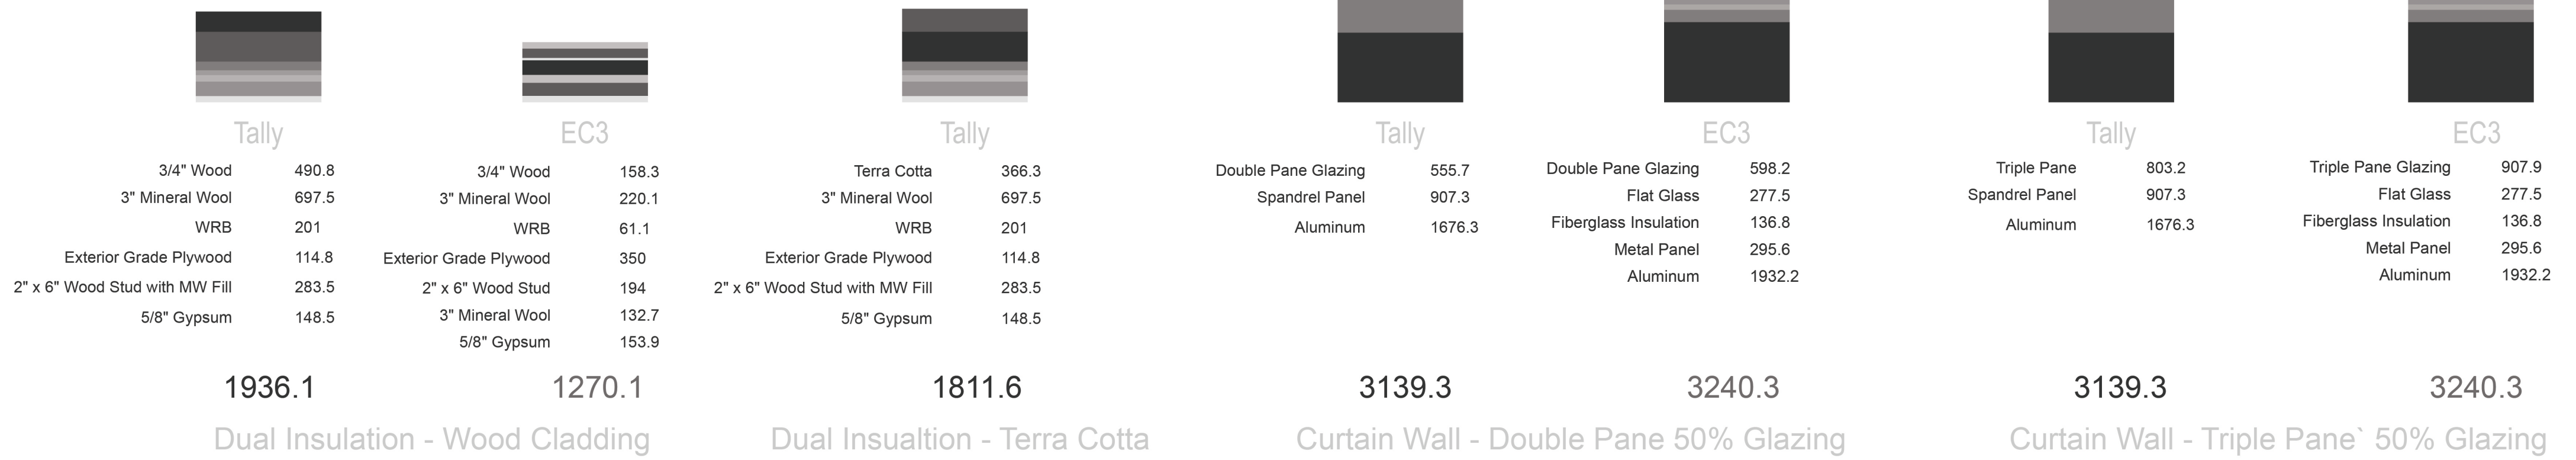 Tally
3/4" Wood 490.8
3" Mineral Wool 697.5
WRB 201
Exterior Grade Plywood 114.8
2" x 6" Wood Stud with MW Fill 283.5
5/8" Gypsum 148.5
1936.1
EC3
3/4" Wood 158.3
3" Mineral Wool 220.1
WRB 61.1
Exterior Grade Plywood 350
2" x 6" Wood Stud 194
3" Mineral Wool 132.7
5/8" Gypsum 153.9
1270.1
Dual Insulation - Wood Cladding
Tally
Terra Cotta 366.3
3" Mineral Wool 697.5
WRB 201
Exterior Grade Plywood 114.8
2" x 6" Wood Stud with MW Fill 283.5
5/8" Gypsum 148.5
1811.6
Dual Insualtion - Terra Cotta
Tally
Double Pane Glazing 555.7
Spandrel Panel 907.3
Aluminum 1676.3
3139.3
EC3
Double Pane Glazing 598.2
Flat Glass 277.5
Fiberglass Insulation 136.8
Metal Panel 295.6
Aluminum 1932.2
3240.3
Curtain Wall - Double Pane 50% Glazing
Tally
Triple Pane 803.2
Spandrel Panel 907.3
Aluminum 1676.3
3139.3
EC3
Triple Pane Glazing 907.9
Flat Glass 277.5
Fiberglass Insulation 136.8
Metal Panel 295.6
Aluminum 1932.2
3240.3
Curtain Wall - Triple Pane` 50% Glazing